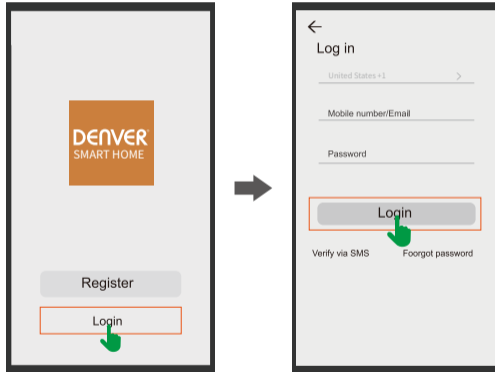 DENVER
SMART HOME
Register
Login
Log in
United States +1
Mobile number/Email
Password
Login
Verify via SMS
Foorgot password